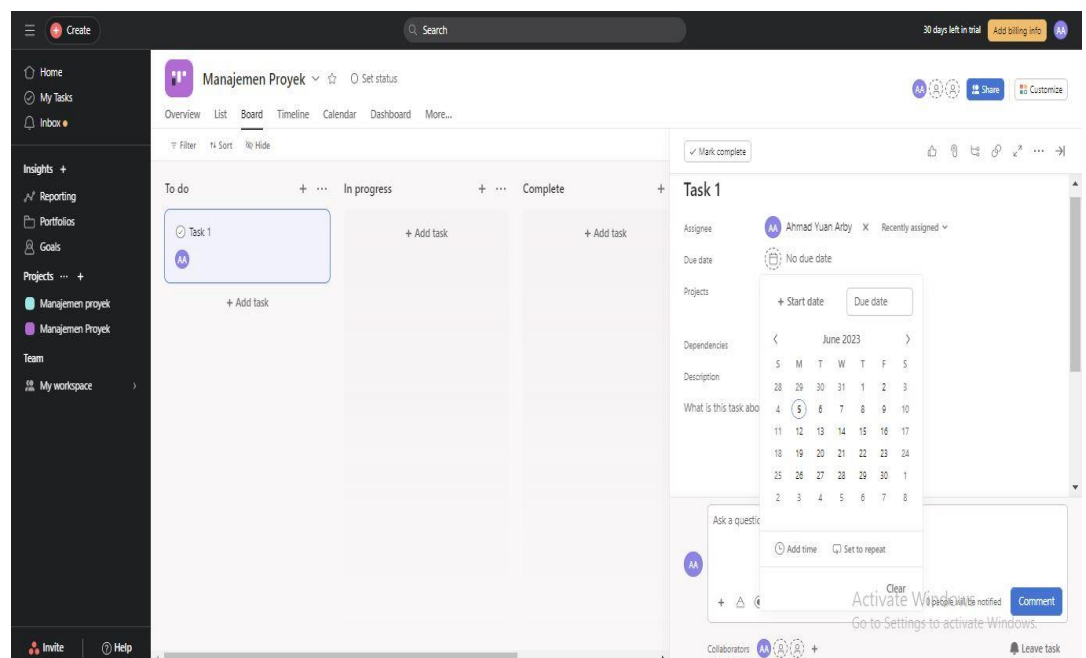 Create
Search
30 days left in trial
Add billing info
AA
Home
My Tasks
Inbox
Insights +
Reporting
Portfolios
Goals
Projects ... +
Manajemen proyek
Manajemen Proyek
Team
My workspace
Invite
? Help
Manajemen Proyek
Set status
AA
Share
Customize
Overview List Board Timeline Calendar Dashboard More...
Filter Sort Hide
To do + ...
Task 1
AA
+ Add task
In progress + ...
+ Add task
Complete +
+ Add task
Mark complete
Task 1
Assignee AA Ahmad Yuan Arby × Recently assigned
Due date No due date
Projects
Dependencies
Description
What is this task abo
+ Start date Due date
< June 2023 >
S M T W T F S
28 29 30 31 1 2 3
4 5 6 7 8 9 10
11 12 13 14 15 16 17
18 19 20 21 22 23 24
25 26 27 28 29 30 1
2 3 4 5 6 7 8
Add time Set to repeat
Clear
Ask a questio
AA
0 people will be notified
Comment
Activate Windows
Go to Settings to activate Windows.
Collaborators AA +
Leave task